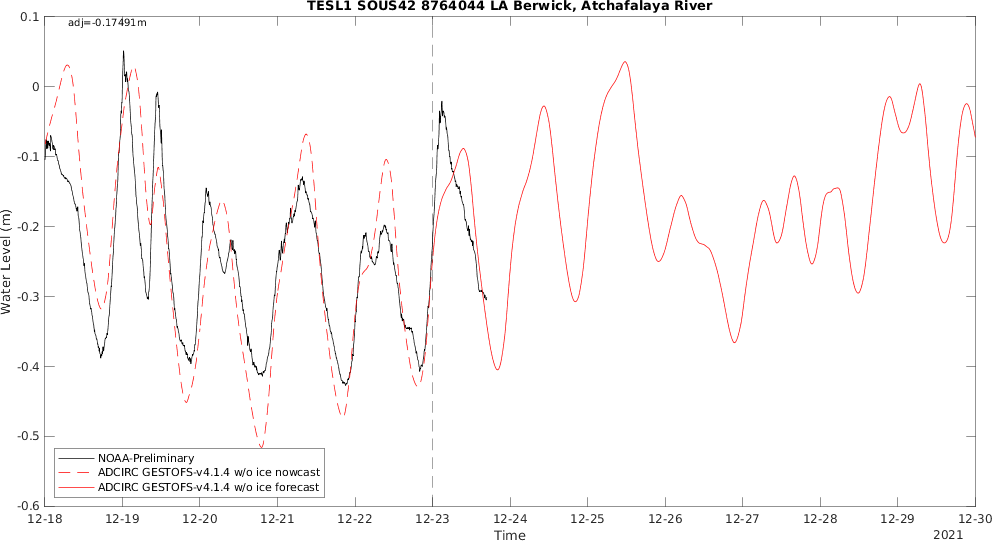 TESL1 SOUS42 8764044 LA Berwick, Atchafalaya River
adj=-0.17491m
0.1
0
-0.1
-0.2
-0.3
-0.4
-0.5
-0.6
Water Level (m)
NOAA-Preliminary
ADCIRC GESTOFS-v4.1.4 w/o ice nowcast
ADCIRC GESTOFS-v4.1.4 w/o ice forecast
12-18 12-19 12-20 12-21 12-22 12-23 12-24 12-25 12-26 12-27 12-28 12-29 12-30
Time
2021